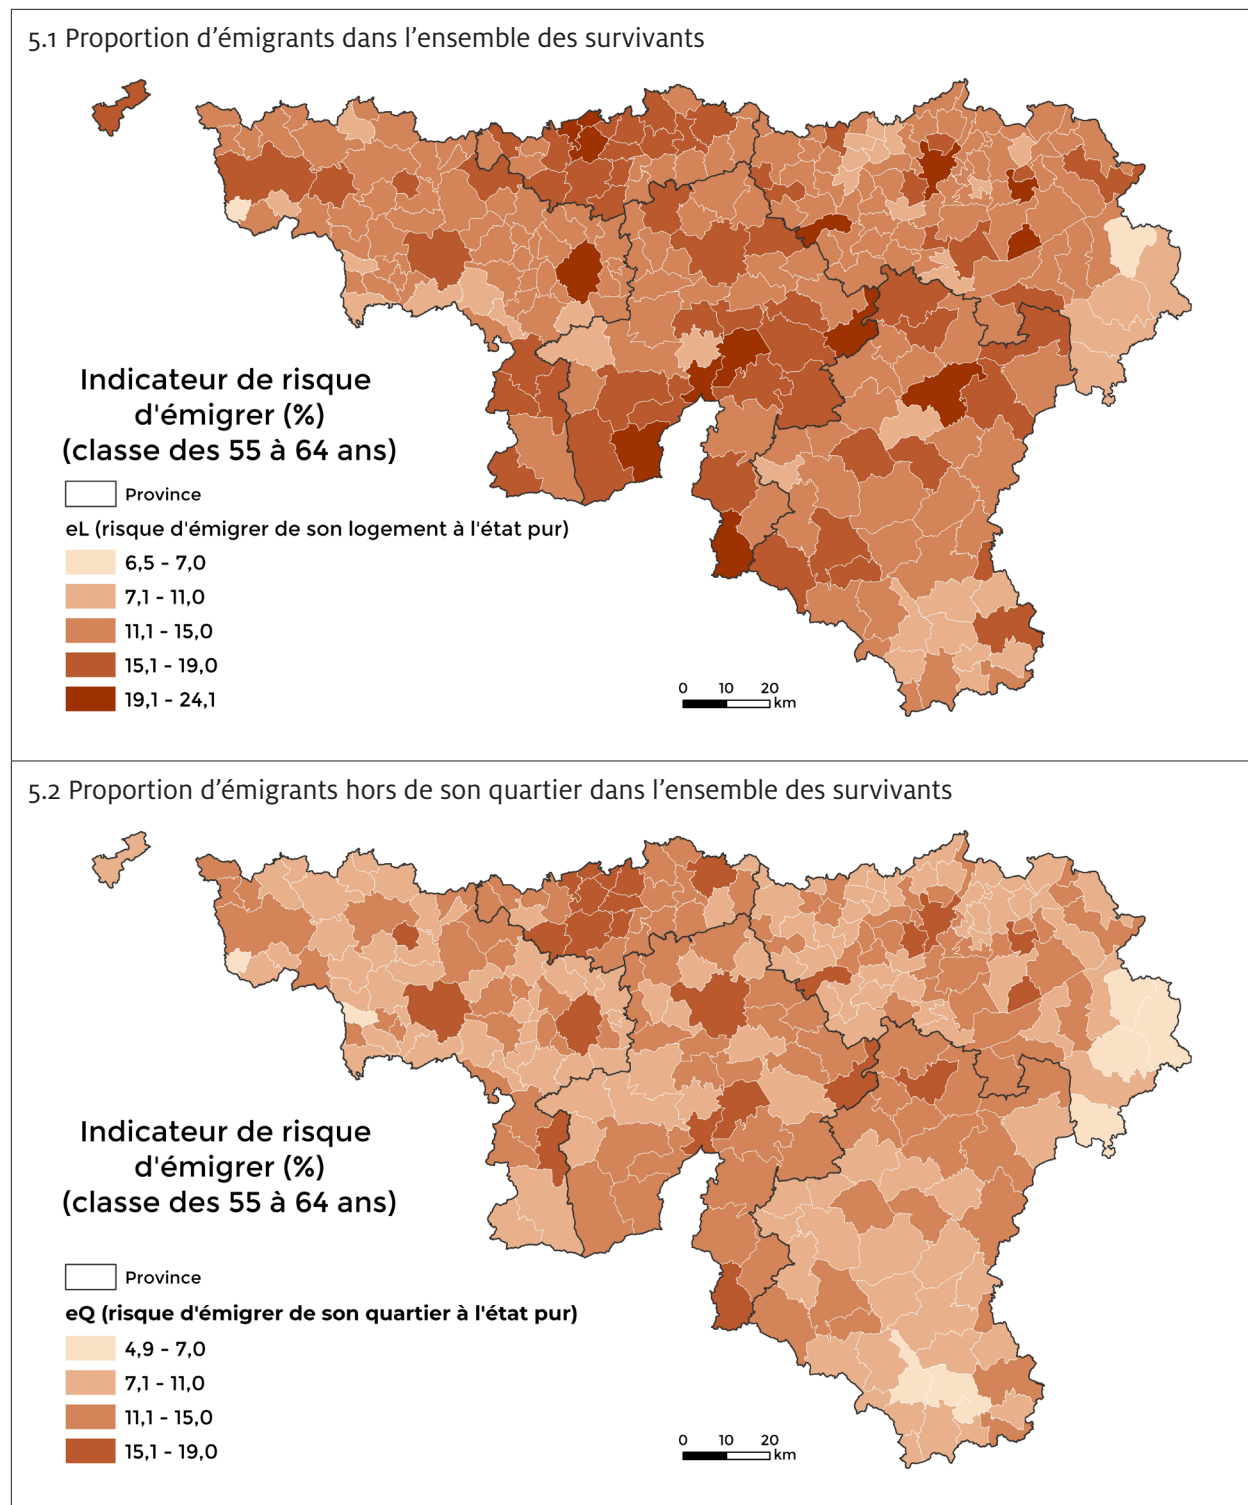 5.1 Proportion d’émigrants dans l’ensemble des survivants
Indicateur de risque
d'émigrer (%)
(classe des 55 à 64 ans)
Province
eL (risque d'émigrer de son logement à l'état pur)
6,5 - 7,0
7,1 - 11,0
11,1 - 15,0
15,1 - 19,0
19,1 - 24,1
0 10 20
km
5.2 Proportion d’émigrants hors de son quartier dans l’ensemble des survivants
Indicateur de risque
d'émigrer (%)
(classe des 55 à 64 ans)
Province
eQ (risque d'émigrer de son quartier à l'état pur)
4,9 - 7,0
7,1 - 11,0
11,1 - 15,0
15,1 - 19,0
0 10 20
km